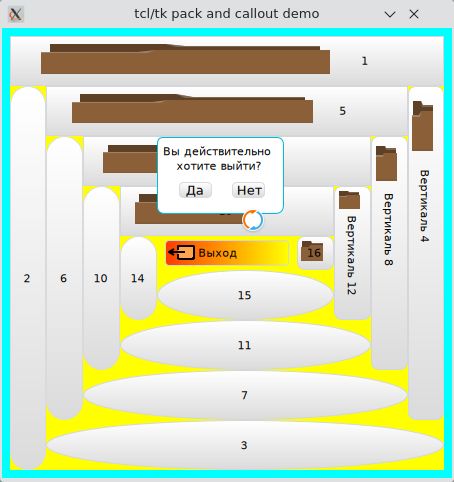 tcl/tk pack and callout demo
1
5
Вы действительно
хотите выйти?
Да
Нет
Вертикаль 4
Вертикаль 8
Вертикаль 12
2
6
10
14
Выход
16
15
11
7
3